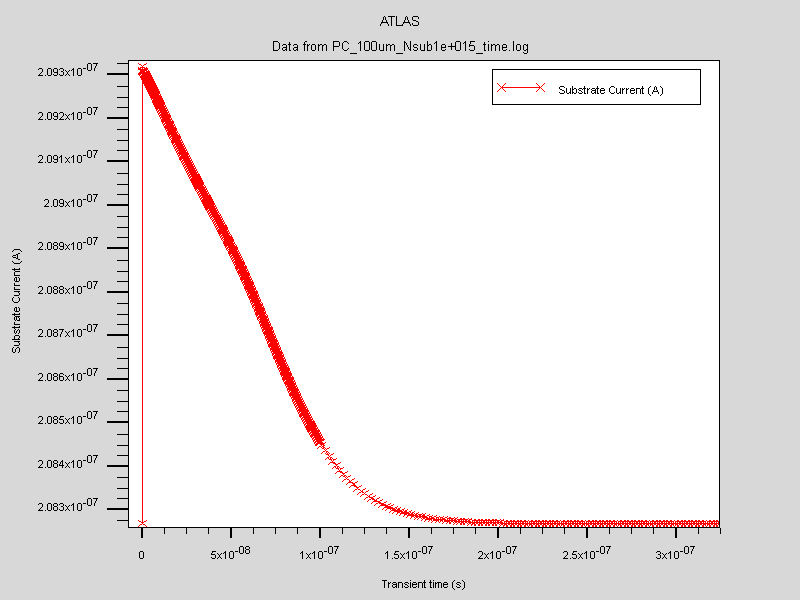 ATLAS
Data from PC_100um_Nsub1e+015_time.log
Substrate Current (A)
2.093x10-07
2.092x10-07
2.091x10-07
2.09x10-07
2.089x10-07
2.088x10-07
2.087x10-07
2.086x10-07
2.085x10-07
2.084x10-07
2.083x10-07
Substrate Current (A)
0 5x10-08 1x10-07 1.5x10-07 2x10-07 2.5x10-07 3x10-07
Transient time (s)